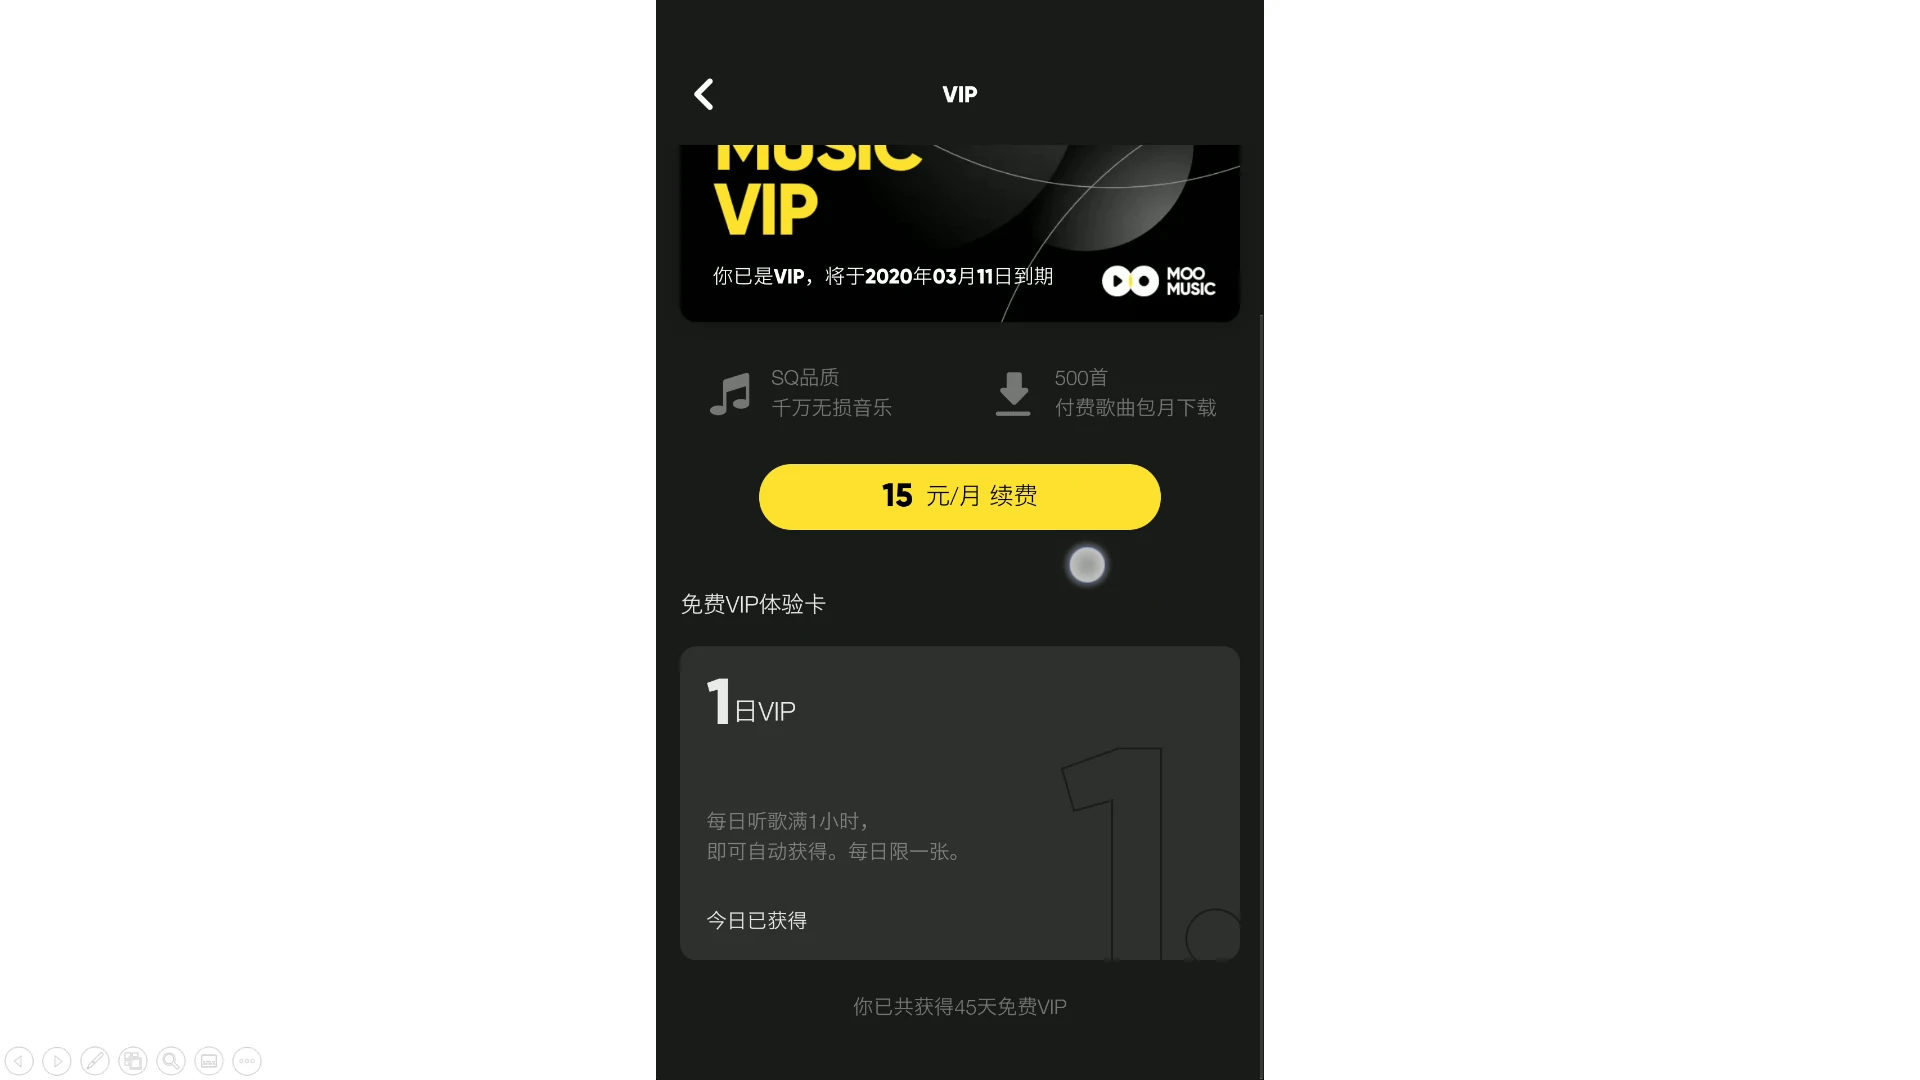 VIP
MUSIC
VIP
你已是VIP，将于2020年03月11日到期
MOO
MUSIC
SQ品质
千万无损音乐
500首
付费歌曲包月下载
15 元/月 续费
免费VIP体验卡
1日VIP
每日听歌满1小时，
即可自动获得。每日限一张。
今日已获得
1.
你已共获得45天免费VIP